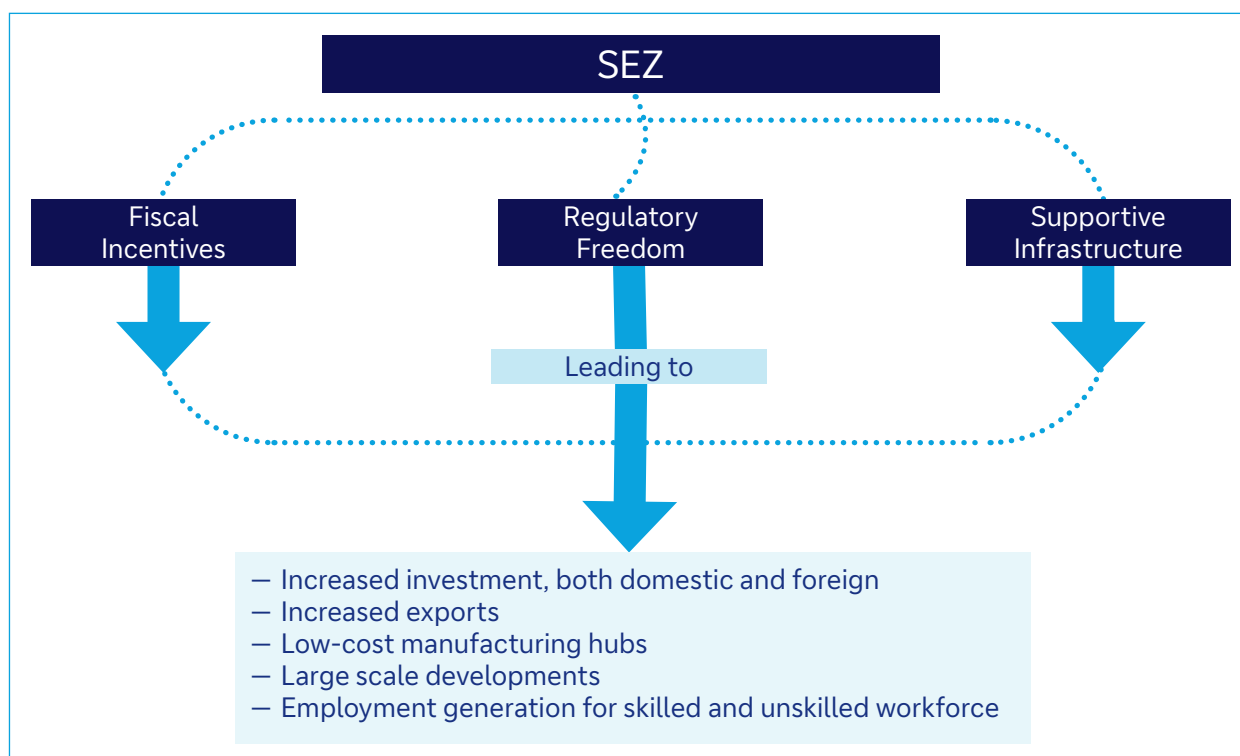 SEZ
Fiscal
Incentives
Regulatory
Freedom
Supportive
Infrastructure
Leading to
— Increased investment, both domestic and foreign
— Increased exports
— Low-cost manufacturing hubs
— Large scale developments
— Employment generation for skilled and unskilled workforce